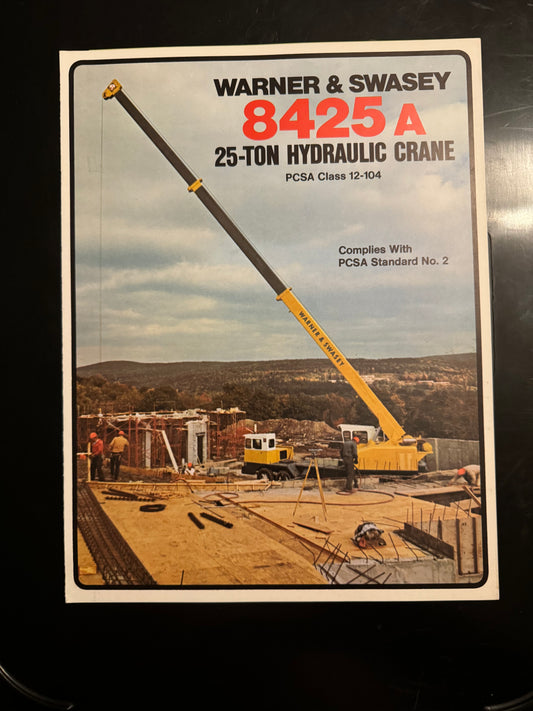 WARNER & SWASEY
8425 A
25-TON HYDRAULIC CRANE
PCSA Class 12-104
Complies With
PCSA Standard No. 2
WARNER & SWASEY